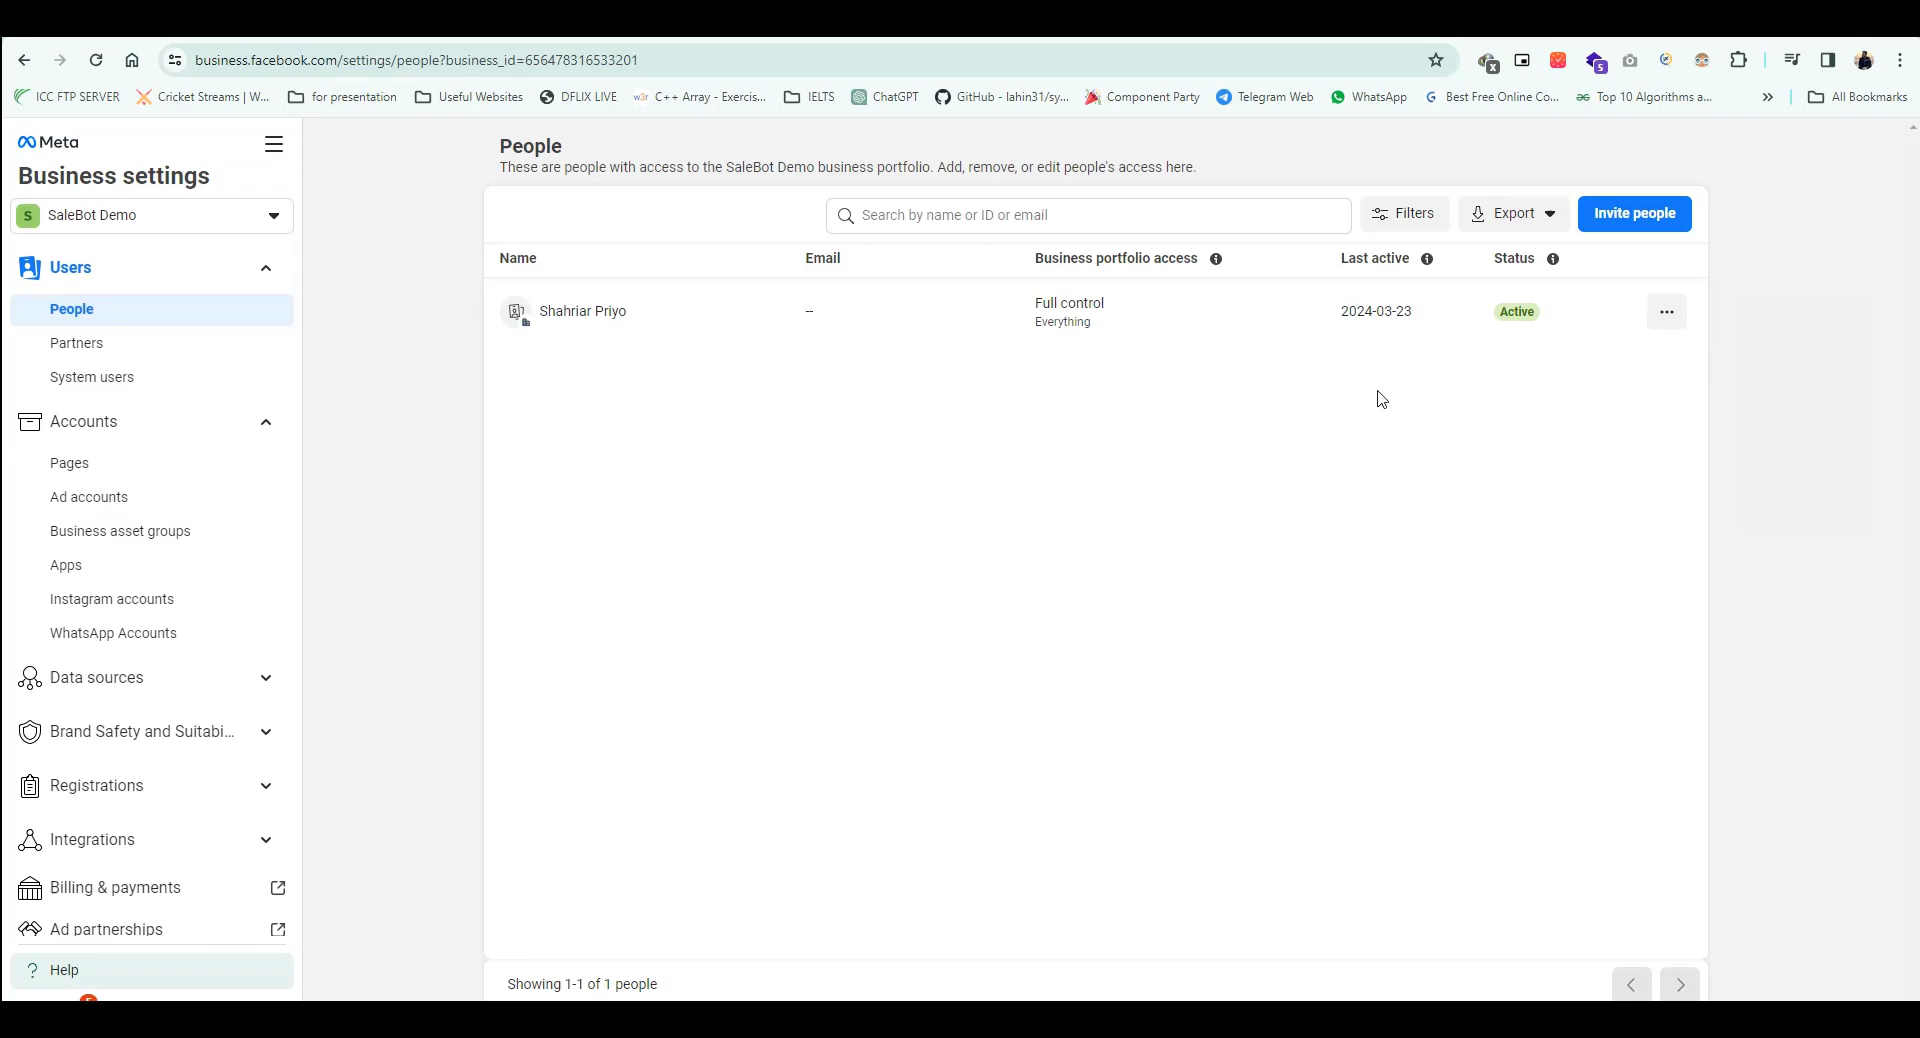 business.facebook.com/settings/people?business_id=656478316533201
X
5
ICC FTP SERVER
Cricket Streams | W...
for presentation
Useful Websites
DFLIX LIVE
w3r
C++ Array - Exercis...
IELTS
ChatGPT
GitHub - lahin31/sy...
Component Party
Telegram Web
WhatsApp
G
Best Free Online Co...
Top 10 Algorithms a...
All Bookmarks
Meta
Business settings
S
SaleBot Demo
Users
People
Partners
System users
Accounts
Pages
Ad accounts
Business asset groups
Apps
Instagram accounts
WhatsApp Accounts
Data sources
Brand Safety and Suitabi...
Registrations
Integrations
Billing & payments
Ad partnerships
? Help
People
These are people with access to the SaleBot Demo business portfolio. Add, remove, or edit people's access here.
Search by name or ID or email
Filters
Export
Invite people
Name
Email
Business portfolio access
Last active
Status
Shahriar Priyo
--
Full control
Everything
2024-03-23
Active
Showing 1-1 of 1 people